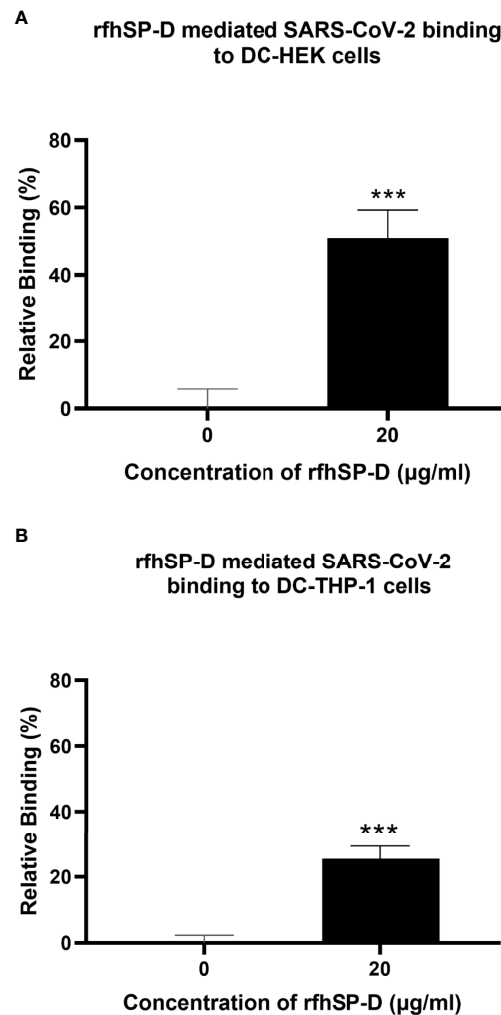 A
rfhSP-D mediated SARS-CoV-2 binding
to DC-HEK cells
Relative Binding (%)
80
60
40
20
0
***
0
20
Concentration of rfhSP-D (µg/ml)
B
rfhSP-D mediated SARS-CoV-2
binding to DC-THP-1 cells
Relative Binding (%)
80
60
40
20
0
***
0
20
Concentration of rfhSP-D (µg/ml)